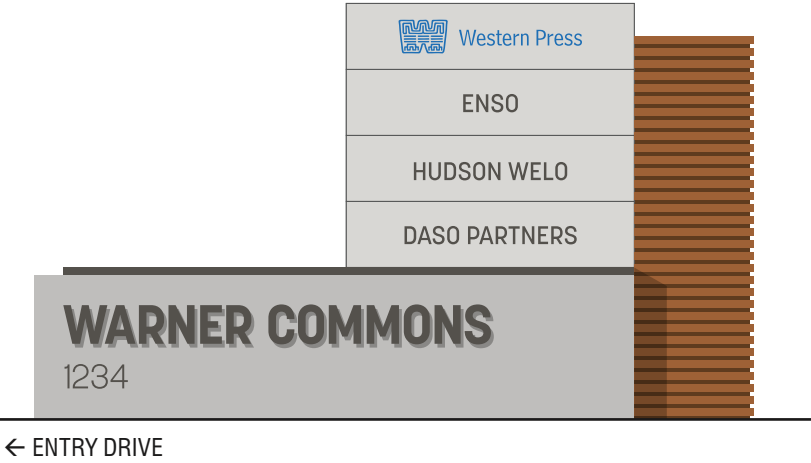 Western Press
ENSO
HUDSON WELO
DASO PARTNERS
WARNER COMMONS
1234
← ENTRY DRIVE